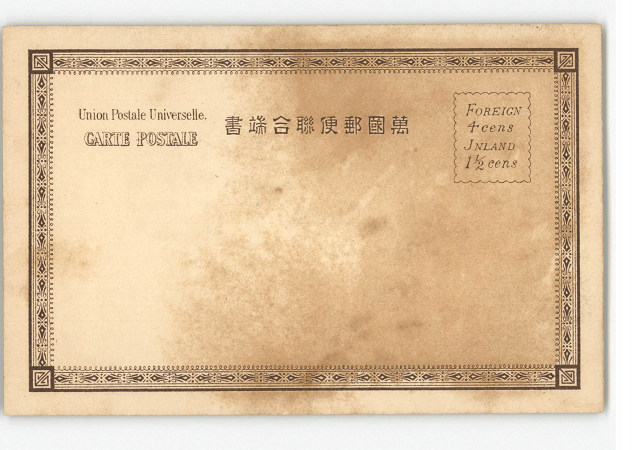 Union Postale Universelle.
CARTE POSTALE
萬國郵便聯合端書
FOREIGN
4 cens
JNLAND
1½ cens